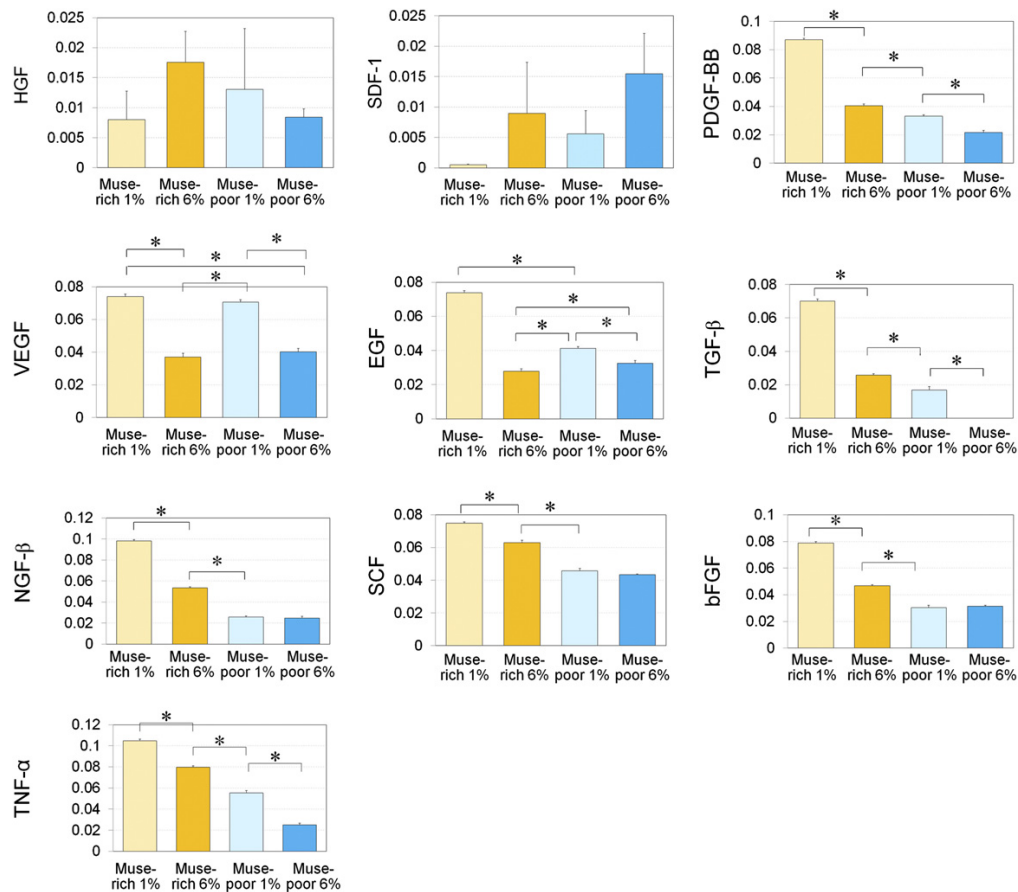 HGF
0.025
0.02
0.015
0.01
0.005
0
Muse-rich 1%
Muse-rich 6%
Muse-poor 1%
Muse-poor 6%
SDF-1
0.025
0.02
0.015
0.01
0.005
0
Muse-rich 1%
Muse-rich 6%
Muse-poor 1%
Muse-poor 6%
PDGF-BB
0.1
0.08
0.06
0.04
0.02
0
* * *
Muse-rich 1%
Muse-rich 6%
Muse-poor 1%
Muse-poor 6%
VEGF
0.08
0.06
0.04
0.02
0
* * * *
Muse-rich 1%
Muse-rich 6%
Muse-poor 1%
Muse-poor 6%
EGF
0.08
0.06
0.04
0.02
0
* * * *
Muse-rich 1%
Muse-rich 6%
Muse-poor 1%
Muse-poor 6%
TGF-β
0.08
0.06
0.04
0.02
0
* * *
Muse-rich 1%
Muse-rich 6%
Muse-poor 1%
Muse-poor 6%
NGF-β
0.12
0.1
0.08
0.06
0.04
0.02
0
* *
Muse-rich 1%
Muse-rich 6%
Muse-poor 1%
Muse-poor 6%
SCF
0.08
0.06
0.04
0.02
0
* *
Muse-rich 1%
Muse-rich 6%
Muse-poor 1%
Muse-poor 6%
bFGF
0.1
0.08
0.06
0.04
0.02
0
* *
Muse-rich 1%
Muse-rich 6%
Muse-poor 1%
Muse-poor 6%
TNF-α
0.12
0.1
0.08
0.06
0.04
0.02
0
* * *
Muse-rich 1%
Muse-rich 6%
Muse-poor 1%
Muse-poor 6%